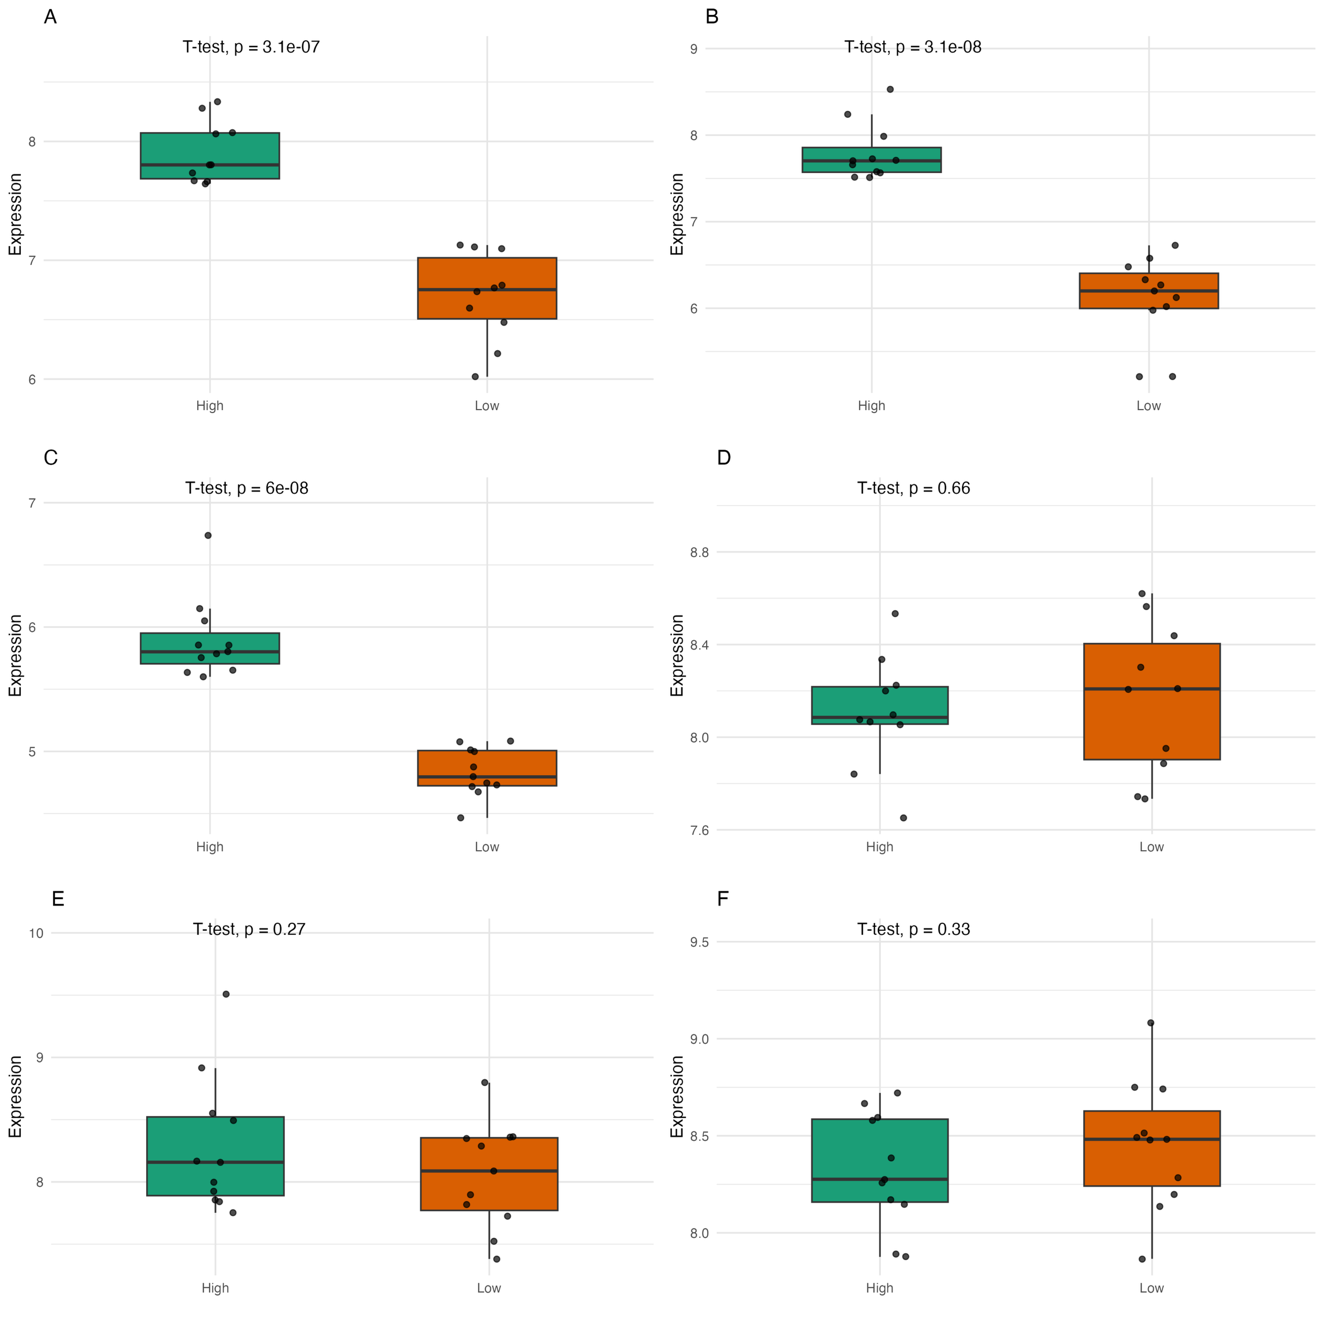 A
T-test, p = 3.1e-07
Expression
8
7
6
High
Low
B
T-test, p = 3.1e-08
Expression
9
8
7
6
High
Low
C
T-test, p = 6e-08
Expression
7
6
5
High
Low
D
T-test, p = 0.66
Expression
8.8
8.4
8.0
7.6
High
Low
E
T-test, p = 0.27
Expression
10
9
8
High
Low
F
T-test, p = 0.33
Expression
9.5
9.0
8.5
8.0
High
Low